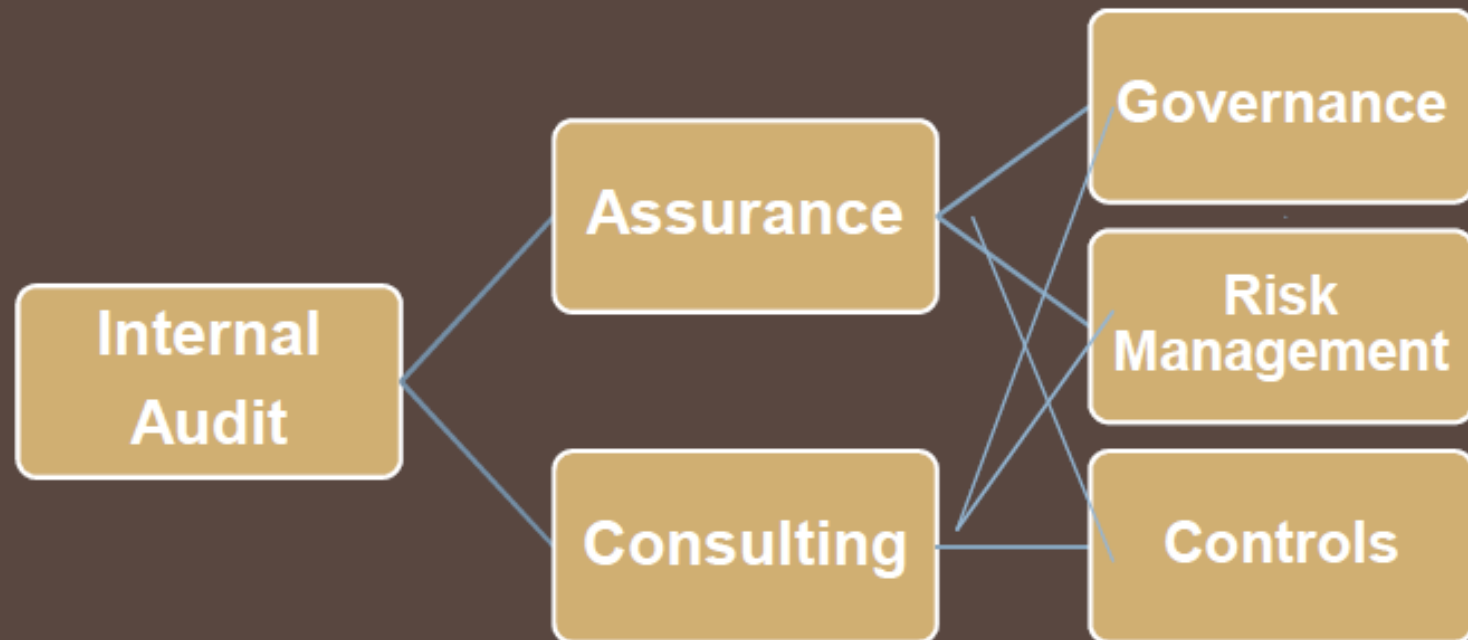 Internal
Audit
Assurance
Consulting
Governance
Risk
Management
Controls